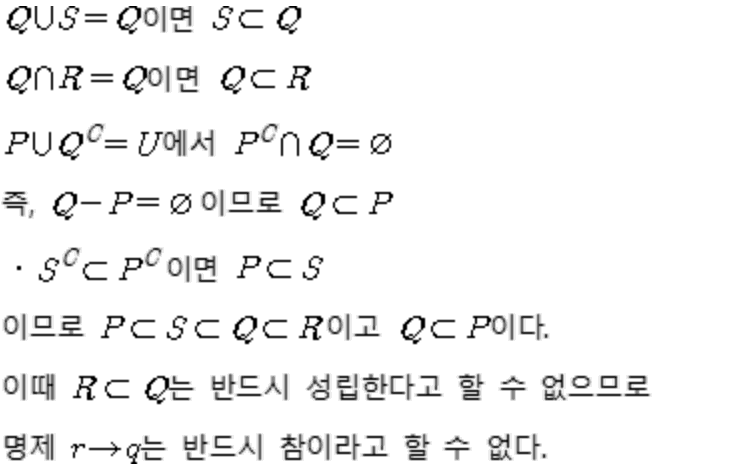 Q∪S=Q이면 S⊂Q
Q∩R=Q이면 Q⊂R
P∪Q^C=U에서 P^C∩Q=∅
즉, Q-P=∅이므로 Q⊂P
· S^C⊂P^C이면 P⊂S
이므로 P⊂S⊂Q⊂R이고 Q⊂P이다.
이때 R⊂Q는 반드시 성립한다고 할 수 없으므로
명제 r→q는 반드시 참이라고 할 수 없다.